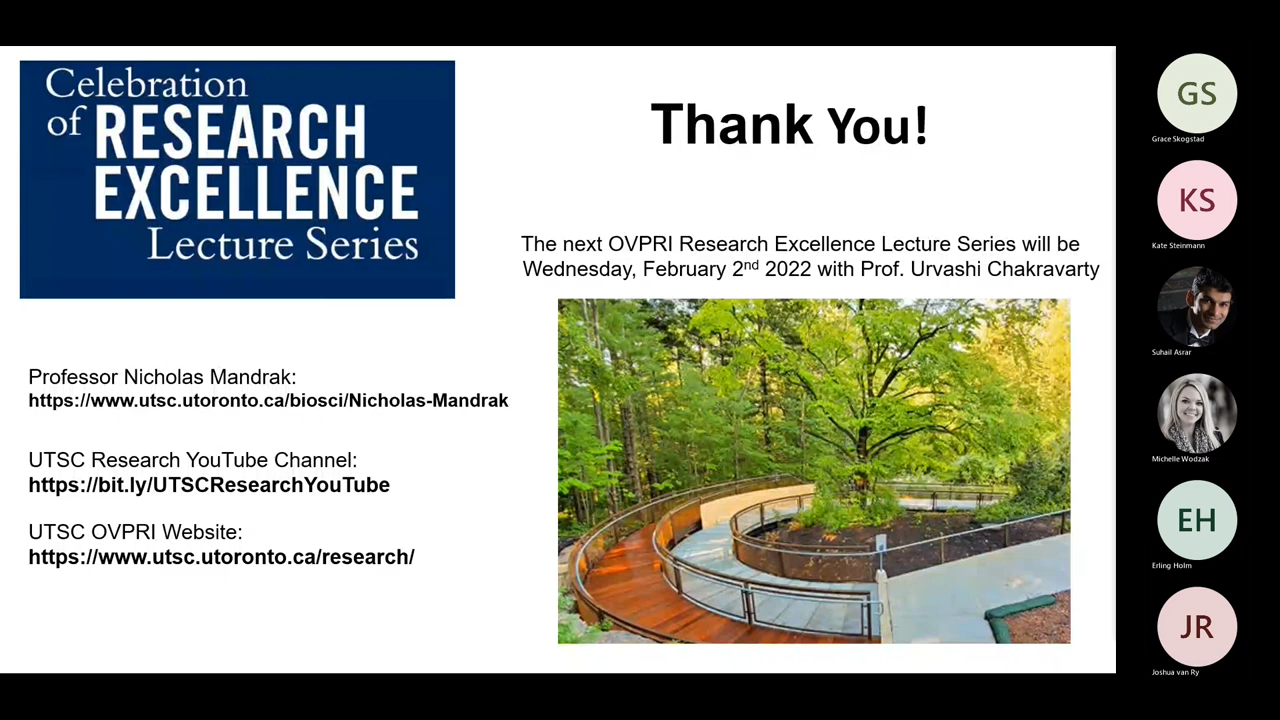 Celebration
of RESEARCH
EXCELLENCE
Lecture Series
Thank You!
The next OVPRI Research Excellence Lecture Series will be
Wednesday, February 2nd 2022 with Prof. Urvashi Chakravarty
Professor Nicholas Mandrak:
https://www.utsc.utoronto.ca/biosci/Nicholas-Mandrak
UTSC Research YouTube Channel:
https://bit.ly/UTSCResearchYouTube
UTSC OVPRI Website:
https://www.utsc.utoronto.ca/research/
GS
Grace Skogstad
KS
Kate Steinmann
Suhail Asrar
Michelle Wodzak
EH
Erling Holm
JR
Joshua van Ry